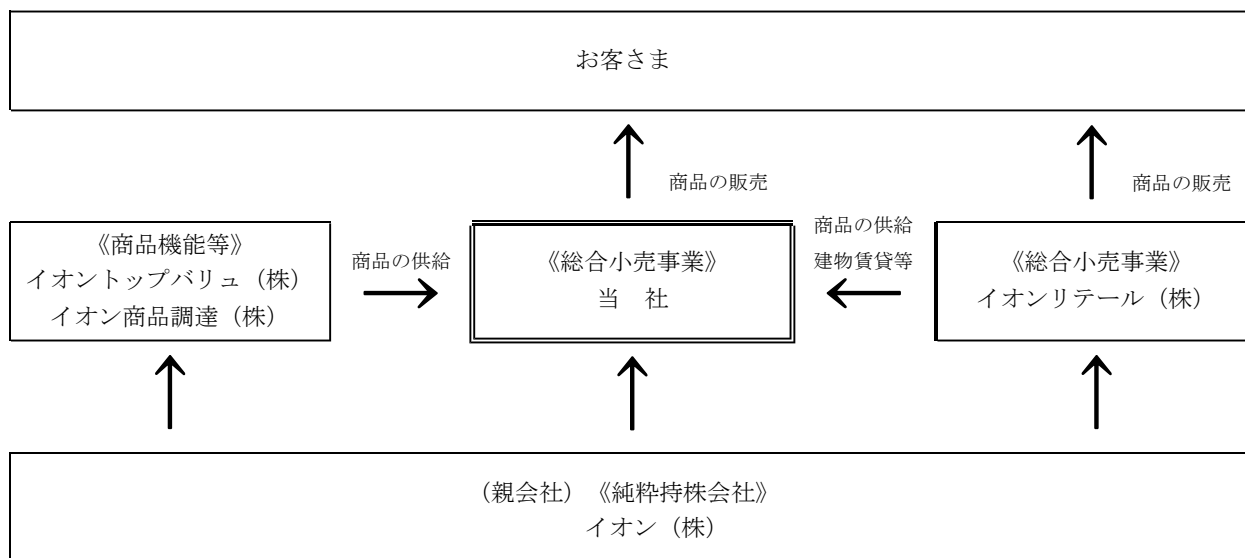 お客さま
商品の販売
商品の販売
《商品機能等》
イオントップバリュ（株）
イオン商品調達（株）
商品の供給
《総合小売事業》
当　社
商品の供給
建物賃貸等
《総合小売事業》
イオンリテール（株）
（親会社）《純粋持株会社》
イオン（株）